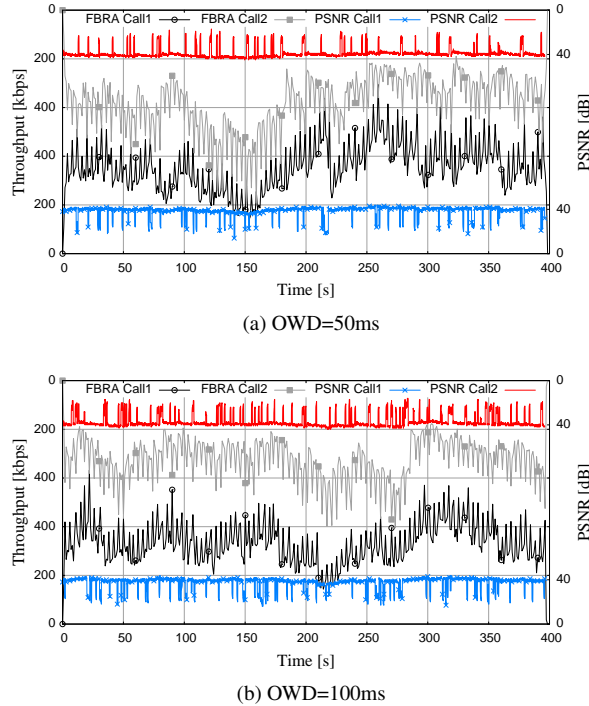 FBRA Call1 FBRA Call2 PSNR Call1 PSNR Call2
0
200
400
400
200
0
0
40
40
0
Throughput [kbps]
PSNR [dB]
0 50 100 150 200 250 300 350 400
Time [s]
(a) OWD=50ms
FBRA Call1 FBRA Call2 PSNR Call1 PSNR Call2
0
200
400
400
200
0
0
40
40
0
Throughput [kbps]
PSNR [dB]
0 50 100 150 200 250 300 350 400
Time [s]
(b) OWD=100ms